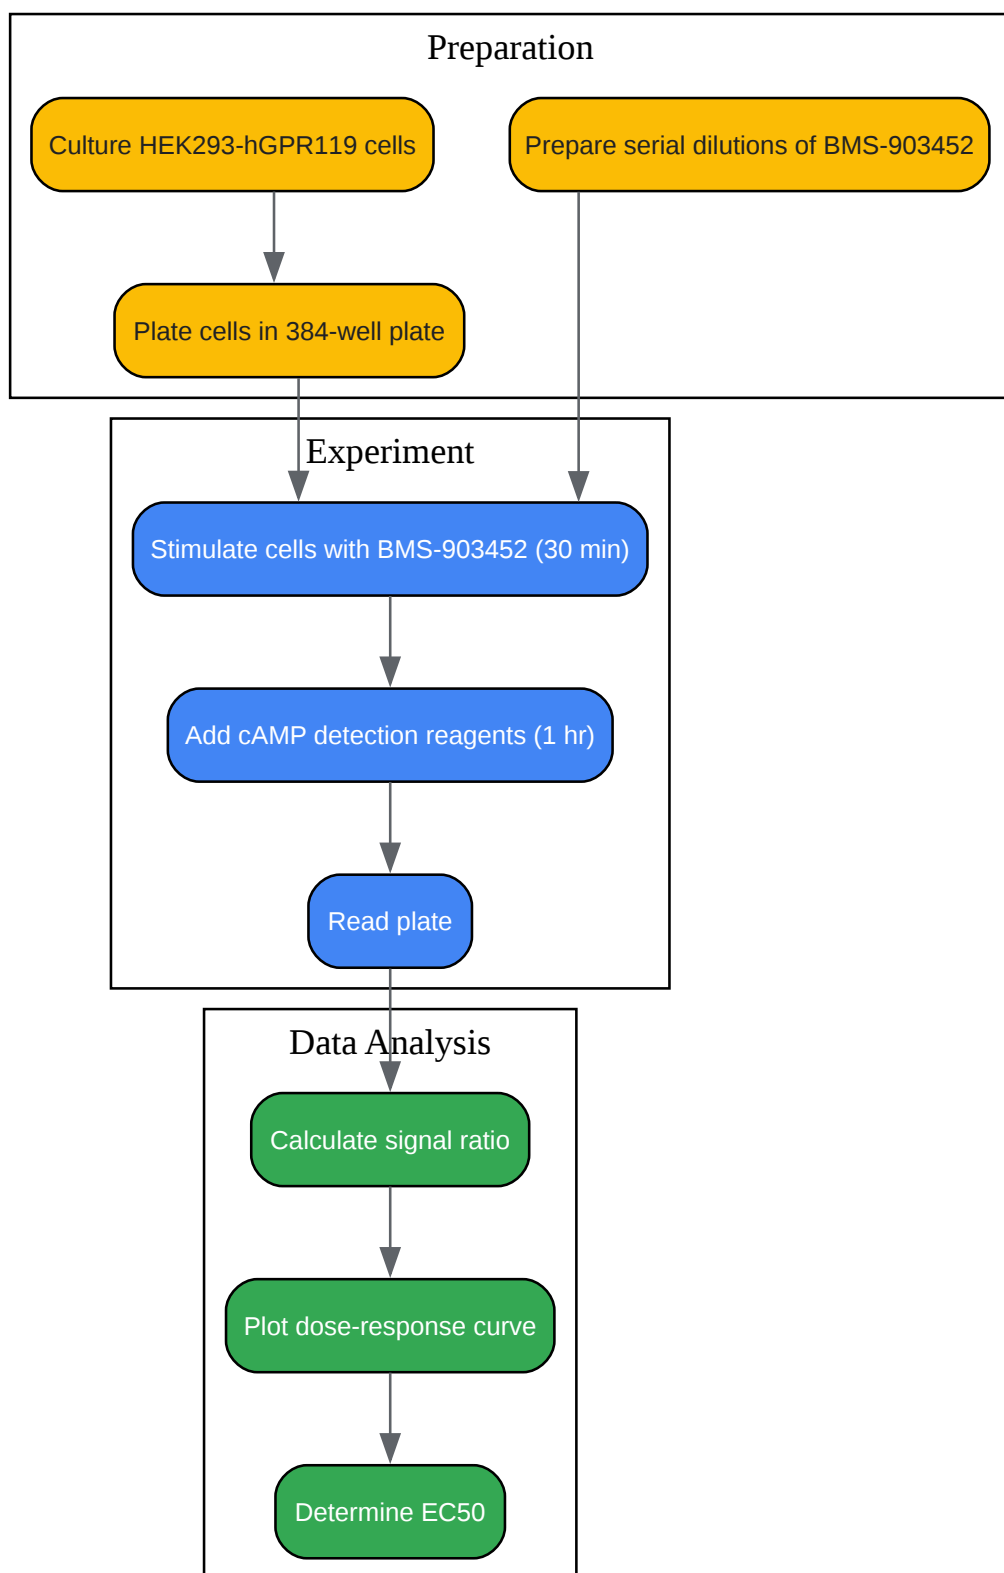 Preparation
Culture HEK293-hGPR119 cells
Prepare serial dilutions of BMS-903452
Plate cells in 384-well plate
Experiment
Stimulate cells with BMS-903452 (30 min)
Add cAMP detection reagents (1 hr)
Read plate
Data Analysis
Calculate signal ratio
Plot dose-response curve
Determine EC50